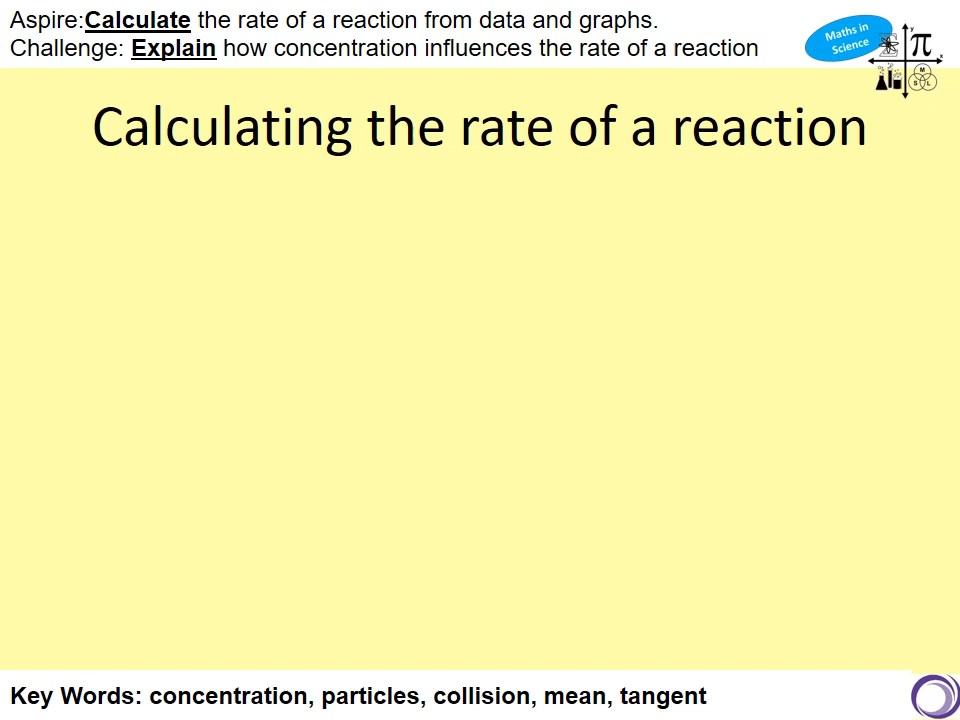 Aspire:Calculate the rate of a reaction from data and graphs.
Challenge: Explain how concentration influences the rate of a reaction
Maths in
Science
y
π
x
M
S L
Calculating the rate of a reaction
Key Words: concentration, particles, collision, mean, tangent